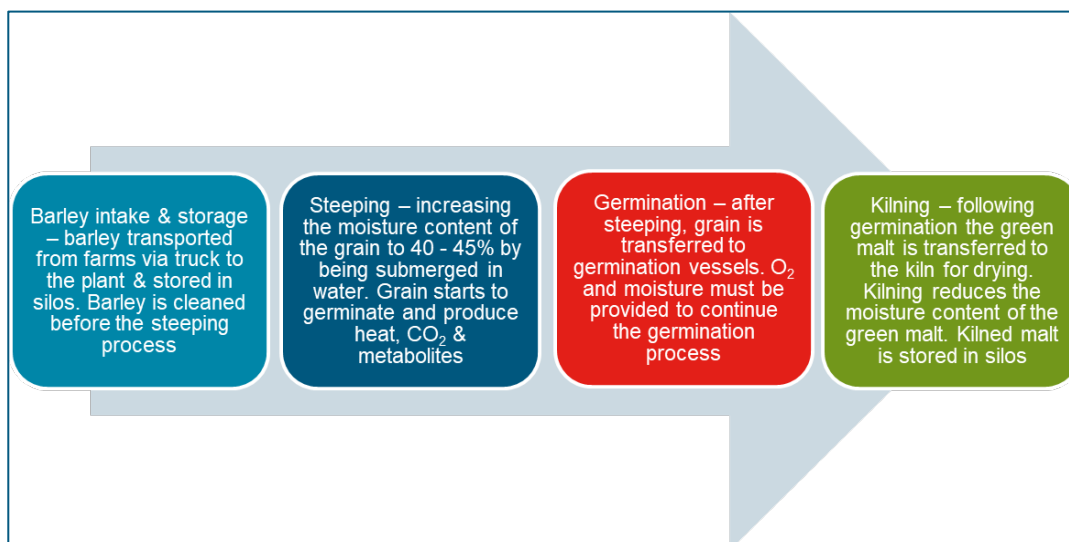 Barley intake & storage
– barley transported
from farms via truck to
the plant & stored in
silos. Barley is cleaned
before the steeping
process
Steeping – increasing
the moisture content
of the grain to 40 - 45% by
being submerged in
water. Grain starts to
germinate and produce
heat, CO₂ &
metabolites
Germination – after
steeping, grain is
transferred to
germination vessels. O₂
and moisture must be
provided to continue
the germination
process
Kilning – following
germination the green
malt is transferred to
the kiln for drying.
Kilning reduces the
moisture content of the
green malt. Kilned malt
is stored in silos